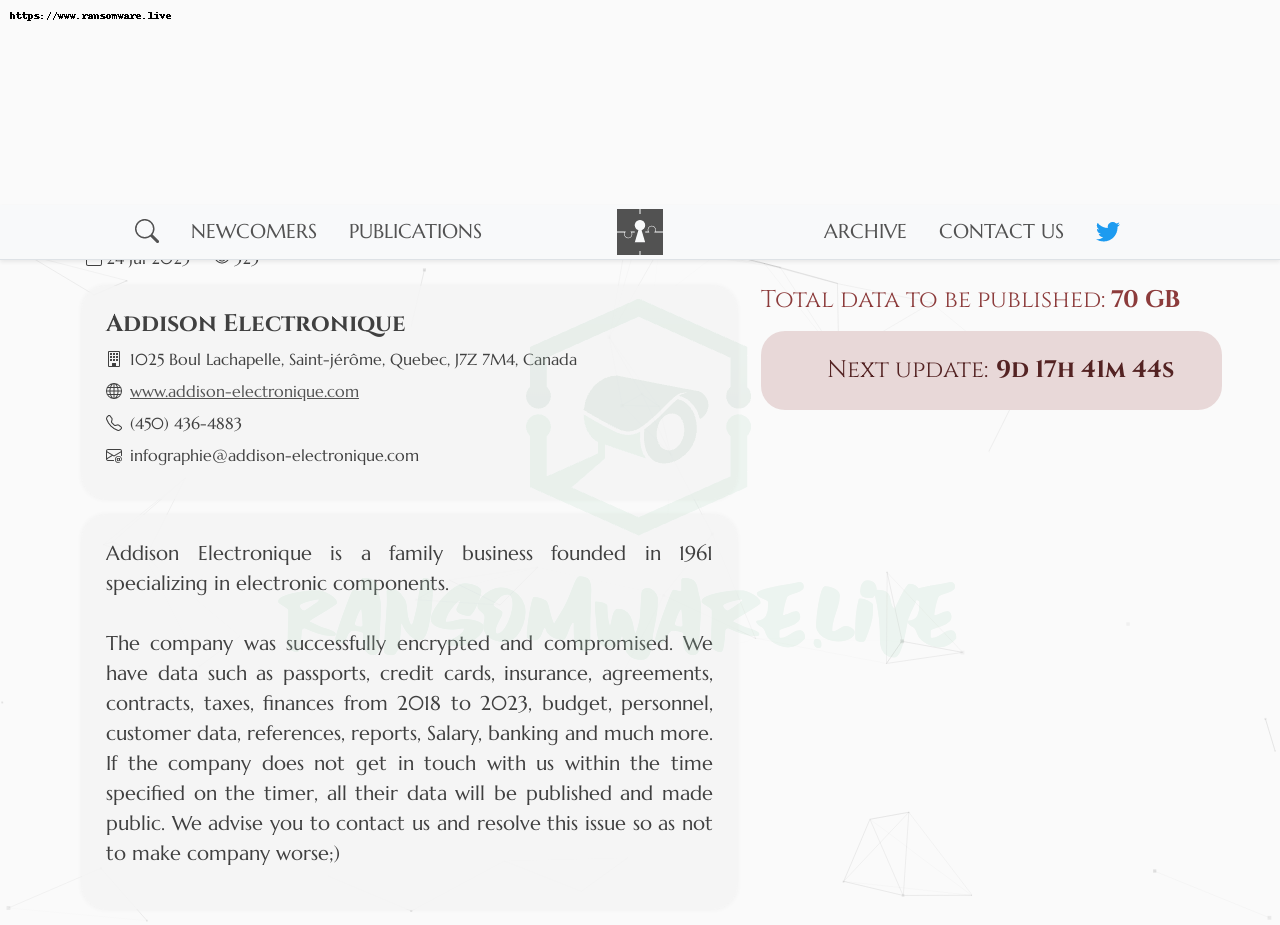 https://www.ransomware.live
NEWCOMERS PUBLICATIONS ARCHIVE CONTACT US
24 Jul 2023 323
Addison Electronique
1025 Boul Lachapelle, Saint-jérôme, Quebec, J7Z 7M4, Canada
www.addison-electronique.com
(450) 436-4883
infographie@addison-electronique.com
Total data to be published: 70 GB
Next update: 9D 17H 41M 44S
Addison Electronique is a family business founded in 1961
specializing in electronic components.
The company was successfully encrypted and compromised. We
have data such as passports, credit cards, insurance, agreements,
contracts, taxes, finances from 2018 to 2023, budget, personnel,
customer data, references, reports, Salary, banking and much more.
If the company does not get in touch with us within the time
specified on the timer, all their data will be published and made
public. We advise you to contact us and resolve this issue so as not
to make company worse;)
RANSOMWARE.LIVE